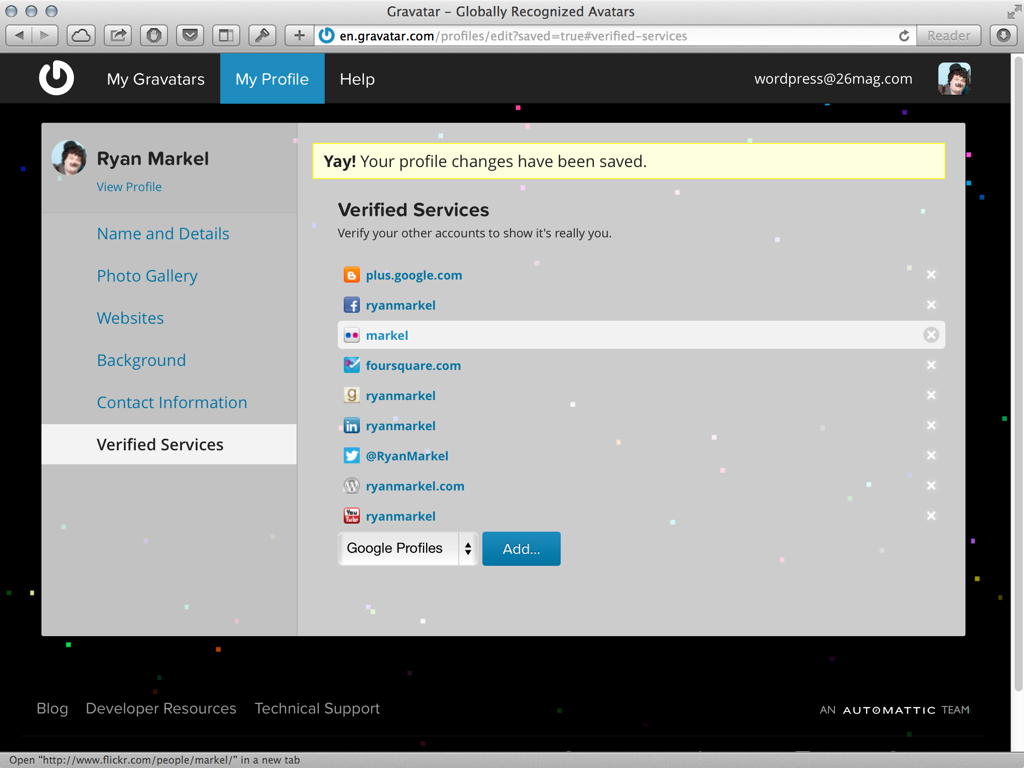 Gravatar – Globally Recognized Avatars
en.gravatar.com/profiles/edit?saved=true#verified-services
Reader
My Gravatars
My Profile
Help
wordpress@26mag.com
Ryan Markel
View Profile
Name and Details
Photo Gallery
Websites
Background
Contact Information
Verified Services
Yay! Your profile changes have been saved.
Verified Services
Verify your other accounts to show it's really you.
plus.google.com
ryanmarkel
markel
foursquare.com
ryanmarkel
ryanmarkel
@RyanMarkel
ryanmarkel.com
ryanmarkel
Google Profiles
Add...
Blog
Developer Resources
Technical Support
AN AUTOMATTIC TEAM
Open "http://www.flickr.com/people/markel/" in a new tab